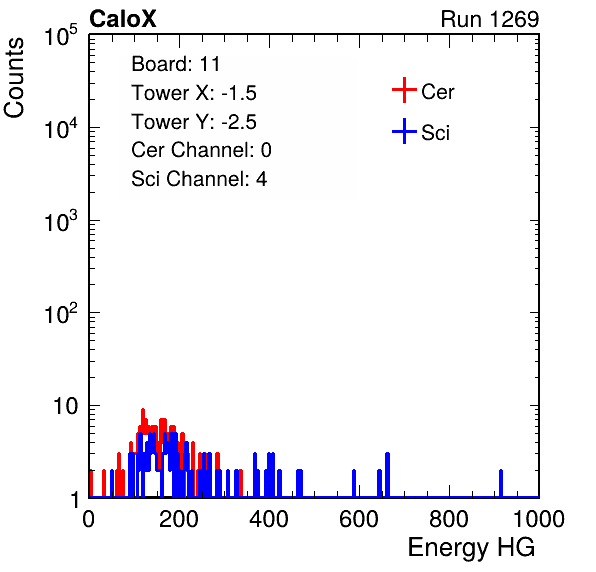 CaloX Run 1269
Counts
10^5
10^4
10^3
10^2
10
1
Board: 11
Tower X: -1.5
Tower Y: -2.5
Cer Channel: 0
Sci Channel: 4
Cer
Sci
0 200 400 600 800 1000
Energy HG